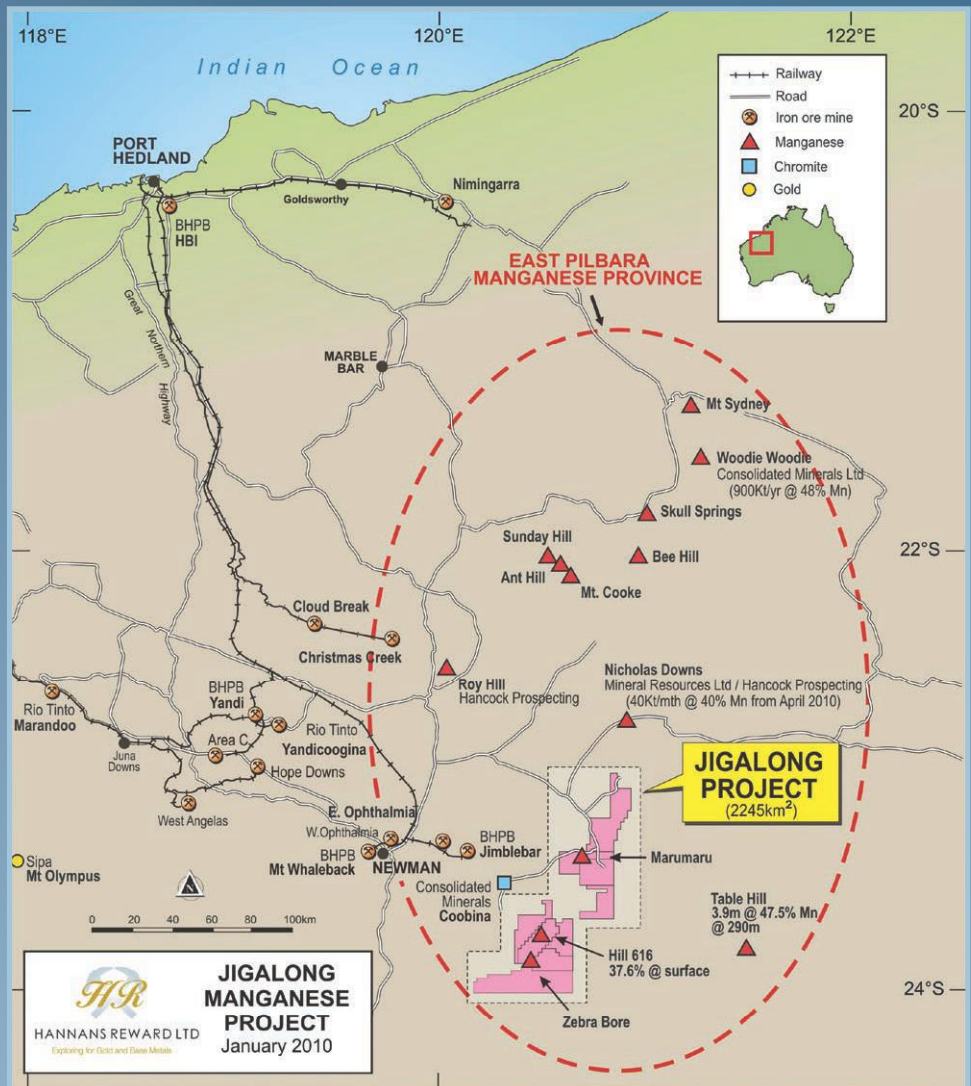 118°E
120°E
122°E
Indian Ocean
Railway
Road
Iron ore mine
Manganese
Chromite
Gold
20°S
PORT
HEDLAND
Goldsworthy
Nimingarra
BHPB
HBI
EAST PILBARA
MANGANESE PROVINCE
Great
Northern
Highway
MARBLE
BAR
Mt Sydney
Woodie Woodie
Consolidated Minerals Ltd
(900Kt/yr @ 48% Mn)
Skull Springs
Sunday Hill
22°S
Bee Hill
Ant Hill
Mt. Cooke
Cloud Break
Christmas Creek
Nicholas Downs
Mineral Resources Ltd / Hancock Prospecting
(40Kt/mth @ 40% Mn from April 2010)
Roy Hill
Hancock Prospecting
BHPB
Yandi
Rio Tinto
Marandoo
Rio Tinto
Yandicoogina
Area C
Juna
Downs
Hope Downs
JIGALONG
PROJECT
(2245km²)
West Angelas
E. Ophthalmia
W.Ophthalmia
BHPB
Jimblebar
BHPB
Mt Whaleback
NEWMAN
Marumaru
Sipa
Mt Olympus
Consolidated
Minerals
Coobina
Table Hill
3.9m @ 47.5% Mn
@ 290m
0 20 40 60 80 100km
Hill 616
37.6% @ surface
24°S
Zebra Bore
HR
HANNANS REWARD LTD
Exploring for Gold and Base Metals
JIGALONG
MANGANESE
PROJECT
January 2010